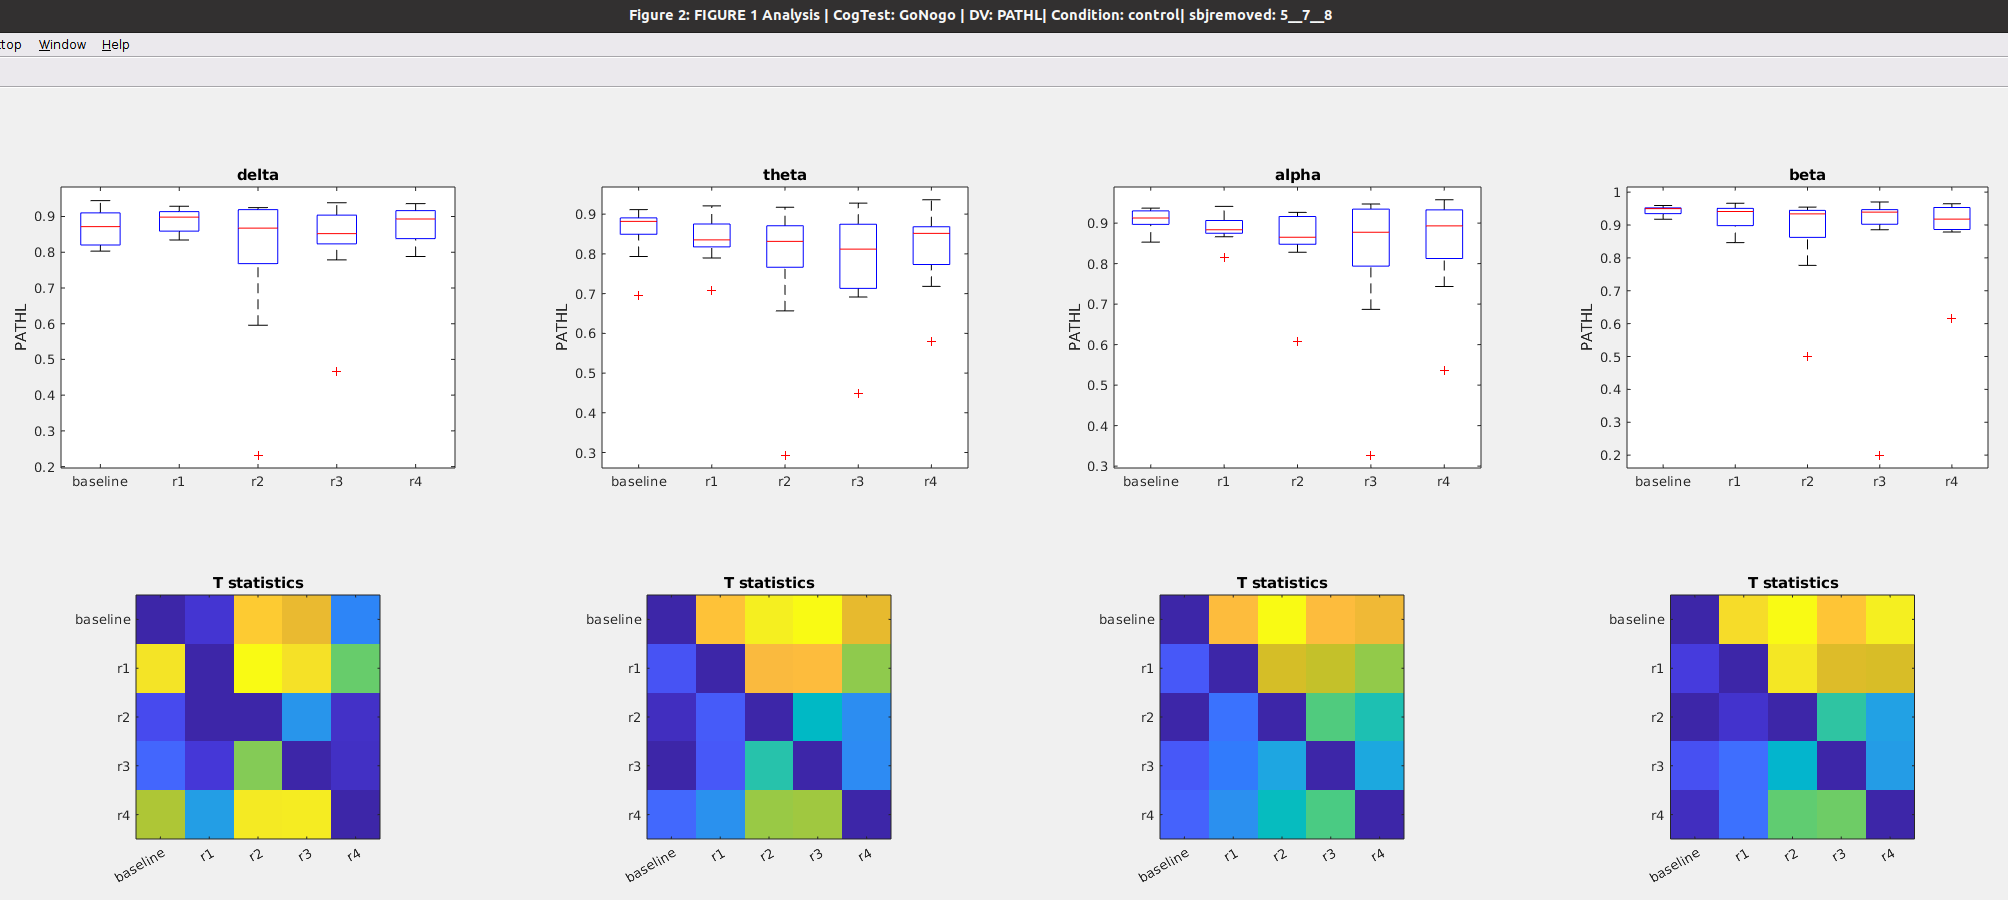 Figure 2: FIGURE 1 Analysis | CogTest: GoNogo | DV: PATHL| Condition: control| sbjremoved: 5__7__8
top Window Help
delta
PATHL
0.9
0.8
0.7
0.6
0.5
0.4
0.3
0.2
baseline r1 r2 r3 r4
theta
PATHL
0.9
0.8
0.7
0.6
0.5
0.4
0.3
baseline r1 r2 r3 r4
alpha
PATHL
0.9
0.8
0.7
0.6
0.5
0.4
0.3
baseline r1 r2 r3 r4
beta
PATHL
1
0.9
0.8
0.7
0.6
0.5
0.4
0.3
0.2
baseline r1 r2 r3 r4
T statistics
baseline
r1
r2
r3
r4
baseline r1 r2 r3 r4
T statistics
baseline
r1
r2
r3
r4
baseline r1 r2 r3 r4
T statistics
baseline
r1
r2
r3
r4
baseline r1 r2 r3 r4
T statistics
baseline
r1
r2
r3
r4
baseline r1 r2 r3 r4